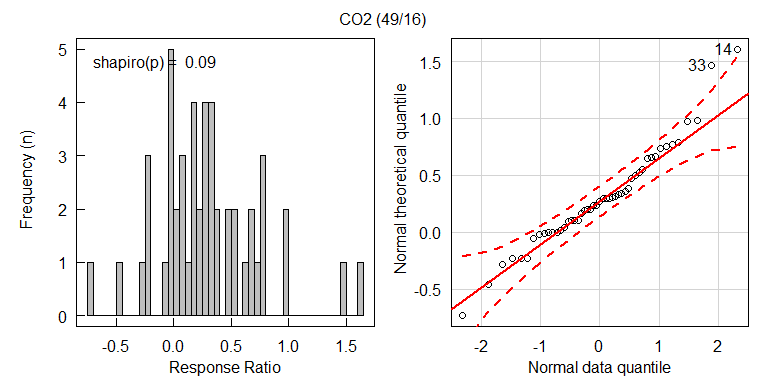 CO2 (49/16)
shapiro(p) = 0.09
Frequency (n)
5
4
3
2
1
0
-0.5 0.0 0.5 1.0 1.5
Response Ratio
14
33
Normal theoretical quantile
1.5
1.0
0.5
0.0
-0.5
-2 -1 0 1 2
Normal data quantile